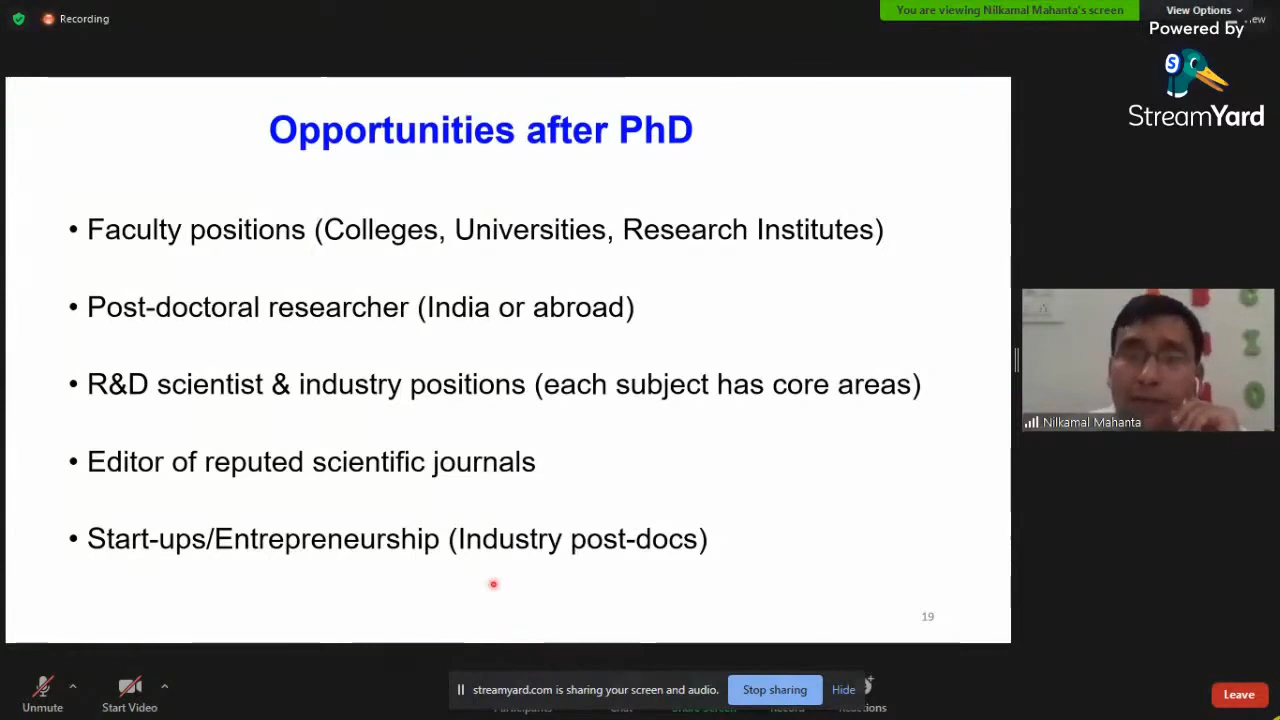 Recording
You are viewing Nilkamal Mahanta's screen
View Options
Powered by
StreamYard
Opportunities after PhD
• Faculty positions (Colleges, Universities, Research Institutes)
• Post-doctoral researcher (India or abroad)
• R&D scientist & industry positions (each subject has core areas)
• Editor of reputed scientific journals
• Start-ups/Entrepreneurship (Industry post-docs)
19
Nilkamal Mahanta
streamyard.com is sharing your screen and audio.
Stop sharing
Hide
Unmute
Start Video
Reactions
Leave